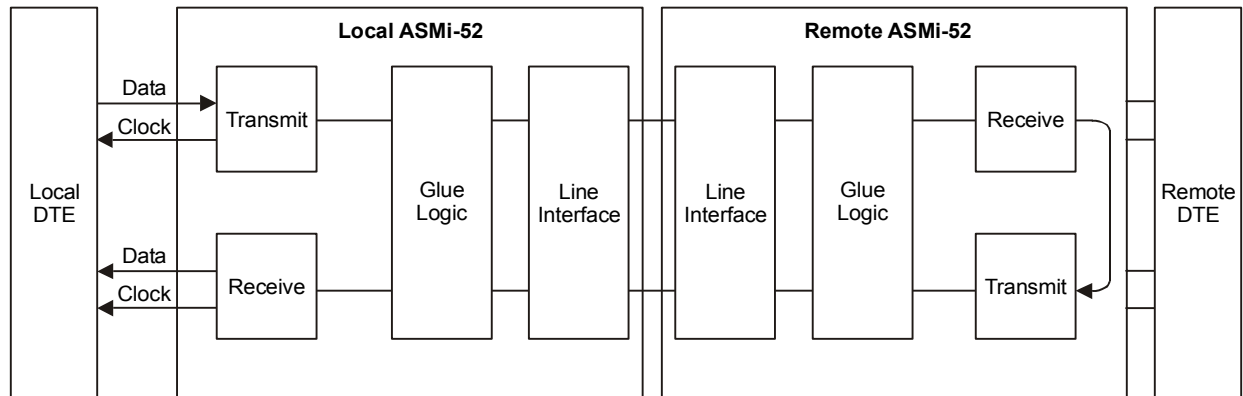 Local ASMi-52
Remote ASMi-52
Data
Clock
Transmit
Receive
Local
DTE
Glue
Logic
Line
Interface
Line
Interface
Glue
Logic
Remote
DTE
Data
Clock
Receive
Transmit